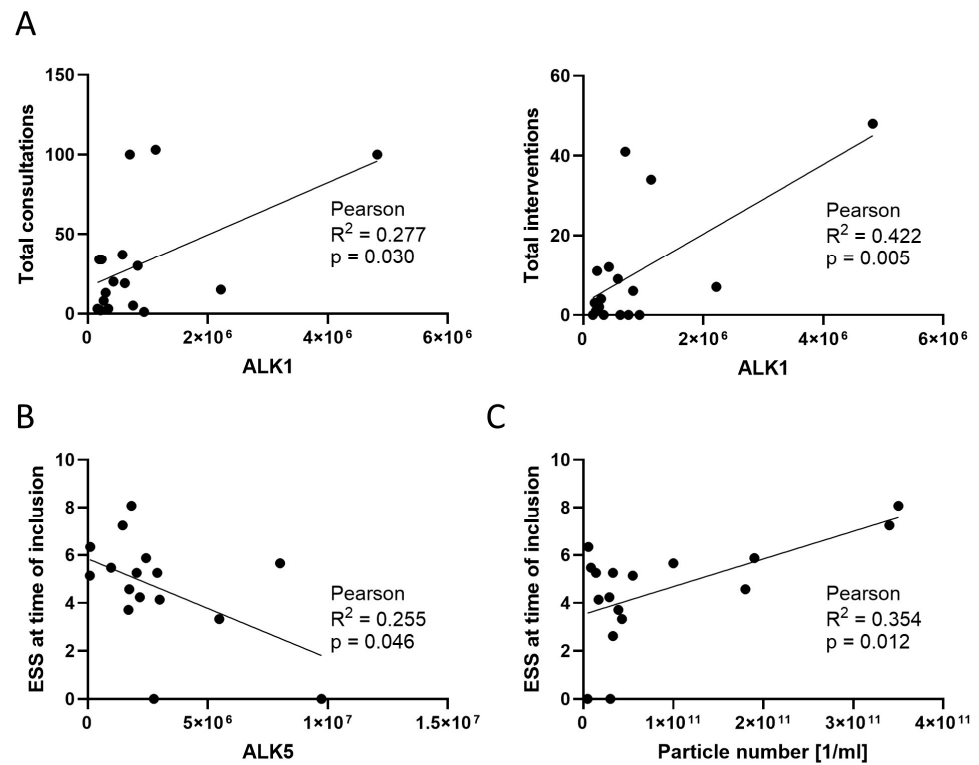 A
Total consultations
150
100
50
0
Pearson
R² = 0.277
p = 0.030
0
2×10⁶
4×10⁶
6×10⁶
ALK1
Total interventions
60
40
20
0
Pearson
R² = 0.422
p = 0.005
0
2×10⁶
4×10⁶
6×10⁶
ALK1
B
ESS at time of inclusion
10
8
6
4
2
0
Pearson
R² = 0.255
p = 0.046
0
5×10⁶
1×10⁷
1.5×10⁷
ALK5
C
ESS at time of inclusion
10
8
6
4
2
0
Pearson
R² = 0.354
p = 0.012
0
1×10¹¹
2×10¹¹
3×10¹¹
4×10¹¹
Particle number [1/ml]